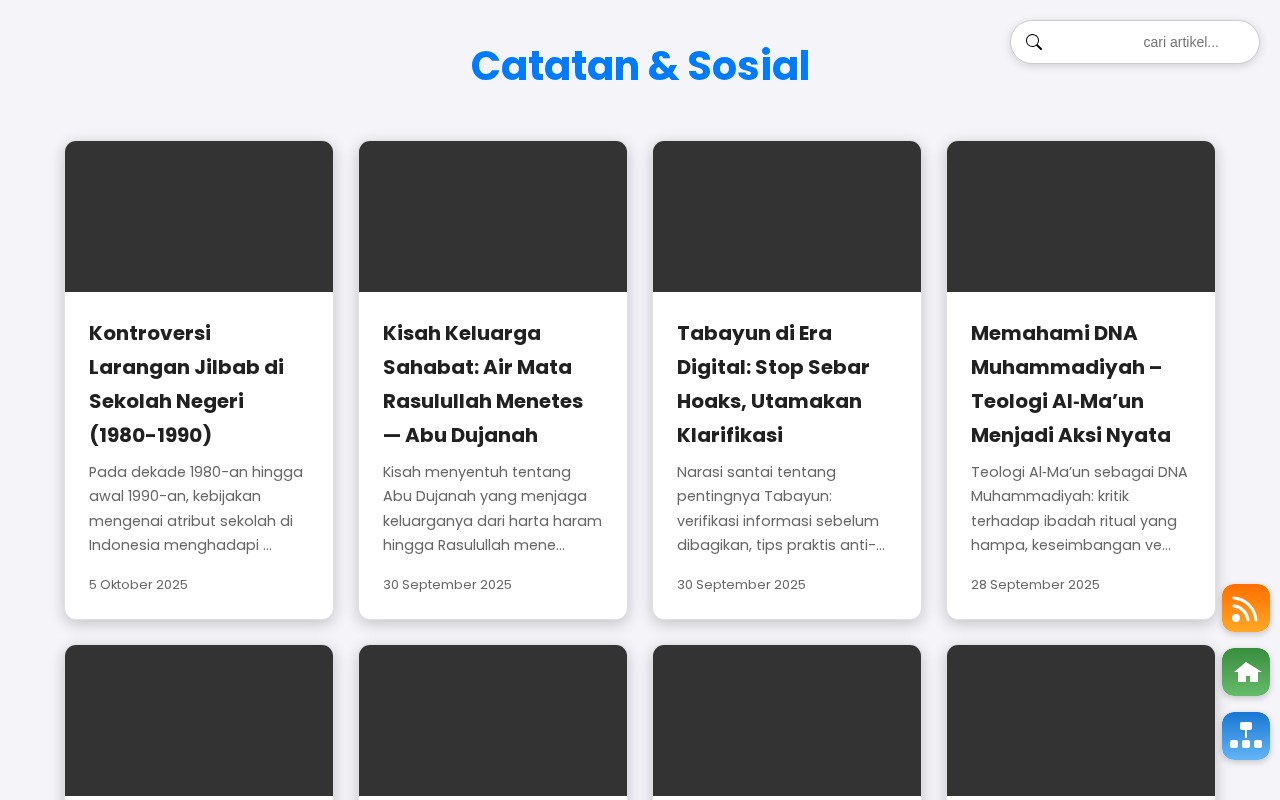 cari artikel...
Catatan & Sosial
Kontroversi
Larangan Jilbab di
Sekolah Negeri
(1980-1990)
Pada dekade 1980-an hingga
awal 1990-an, kebijakan
mengenai atribut sekolah di
Indonesia menghadapi ...
5 Oktober 2025
Kisah Keluarga
Sahabat: Air Mata
Rasulullah Menetes
— Abu Dujanah
Kisah menyentuh tentang
Abu Dujanah yang menjaga
keluarganya dari harta haram
hingga Rasulullah mene...
30 September 2025
Tabayun di Era
Digital: Stop Sebar
Hoaks, Utamakan
Klarifikasi
Narasi santai tentang
pentingnya Tabayun:
verifikasi informasi sebelum
dibagikan, tips praktis anti-...
30 September 2025
Memahami DNA
Muhammadiyah –
Teologi Al-Ma’un
Menjadi Aksi Nyata
Teologi Al-Ma’un sebagai DNA
Muhammadiyah: kritik
terhadap ibadah ritual yang
hampa, keseimbangan ve...
28 September 2025